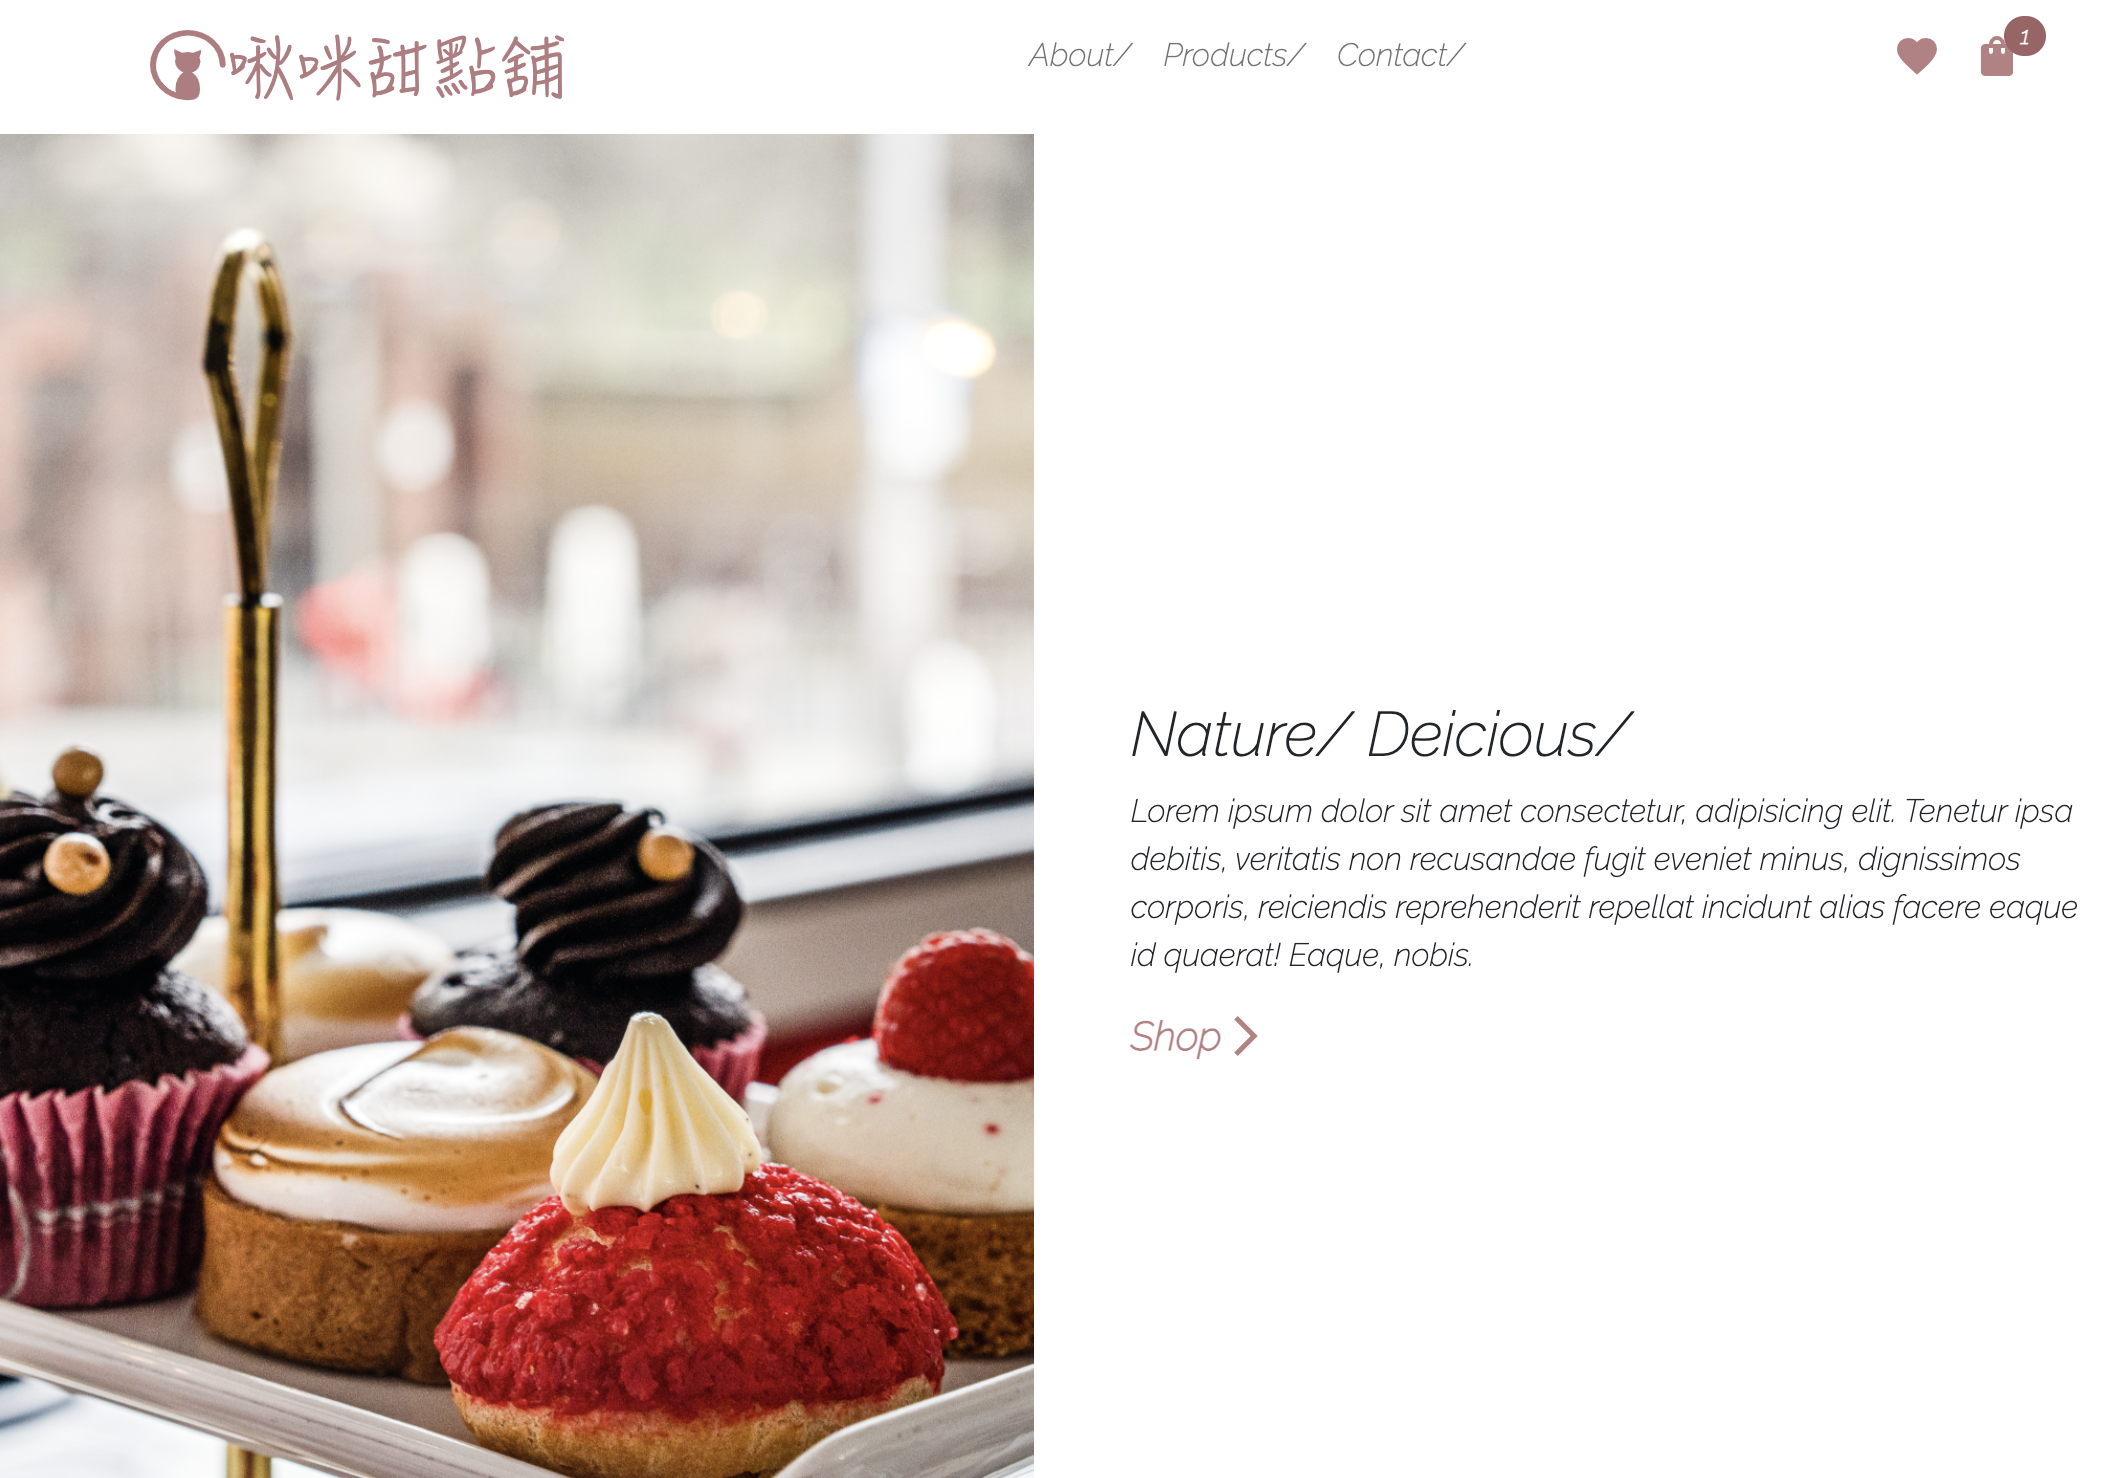 啾咪甜點舖
About/ Products/ Contact/
1
Nature/ Deicious/
Lorem ipsum dolor sit amet consectetur, adipisicing elit. Tenetur ipsa
debitis, veritatis non recusandae fugit eveniet minus, dignissimos
corporis, reiciendis reprehenderit repellat incidunt alias facere eaque
id quaerat! Eaque, nobis.
Shop